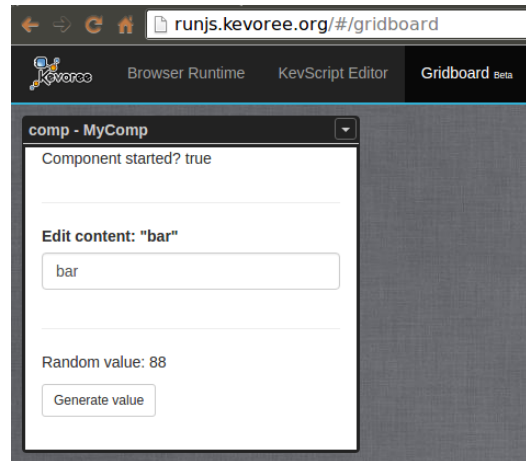 runjs.kevoree.org/#/gridboard
Kevoree Browser Runtime KevScript Editor Gridboard Beta
comp - MyComp
Component started? true
Edit content: "bar"
bar
Random value: 88
Generate value